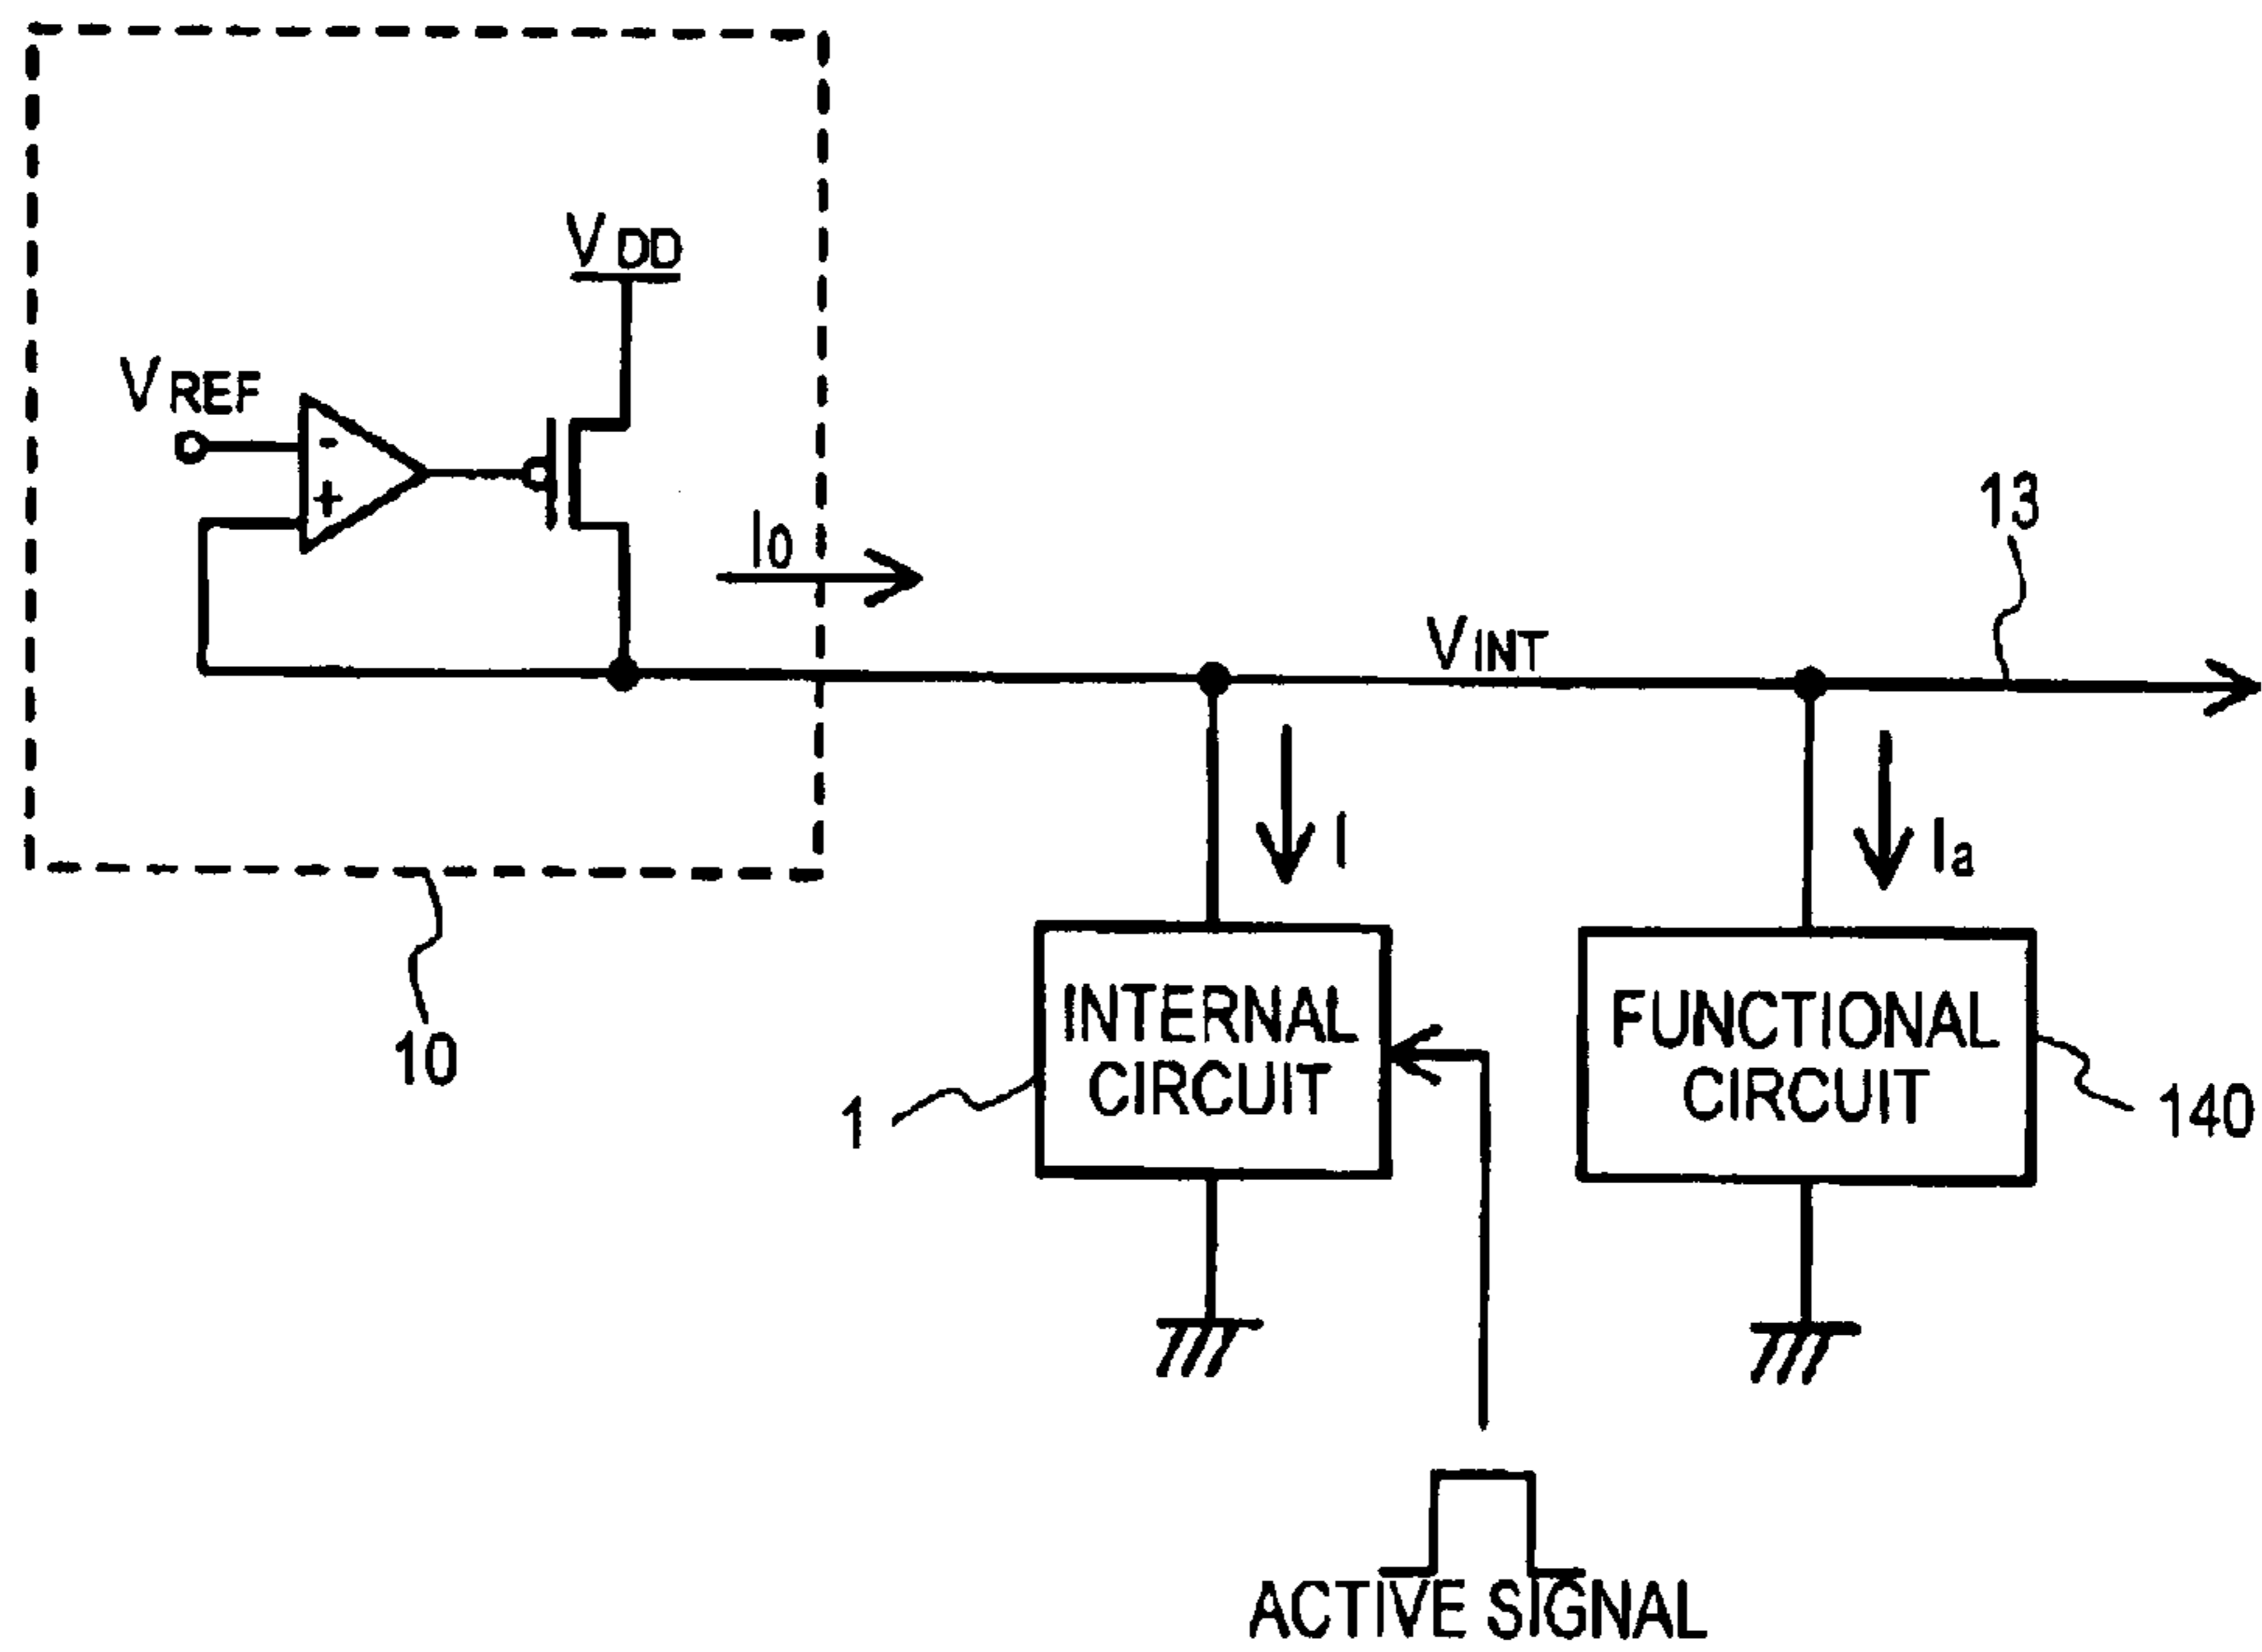 VDD
VREF
-
+
I0
13
VINT
I
Ia
10
INTERNAL
CIRCUIT
FUNCTIONAL
CIRCUIT
1
140
ACTIVE SIGNAL